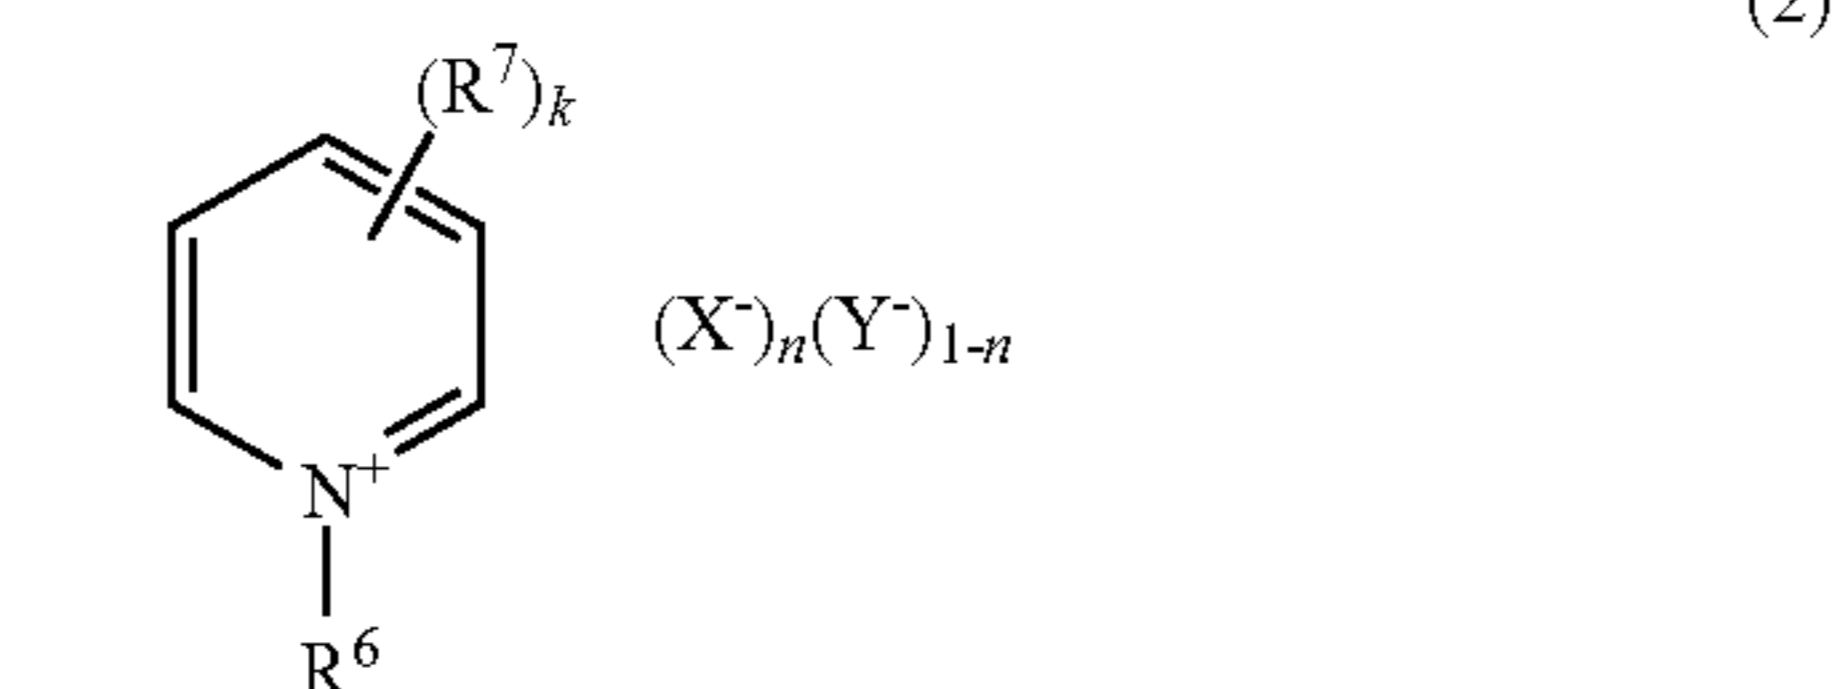 (2)
(R⁷)ₖ
(X⁻)ₙ(Y⁻)₁₋ₙ
N⁺
R⁶